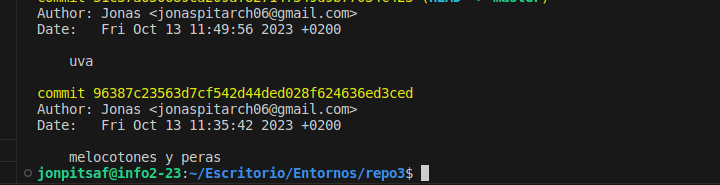 Author: Jonas <jonaspitarch06@gmail.com>
Date:   Fri Oct 13 11:49:56 2023 +0200
uva
commit 96387c23563d7cf542d44ded028f624636ed3ced
Author: Jonas <jonaspitarch06@gmail.com>
Date:   Fri Oct 13 11:35:42 2023 +0200
melocotones y peras
jonpitsaf@info2-23:~/Escritorio/Entornos/repo3$